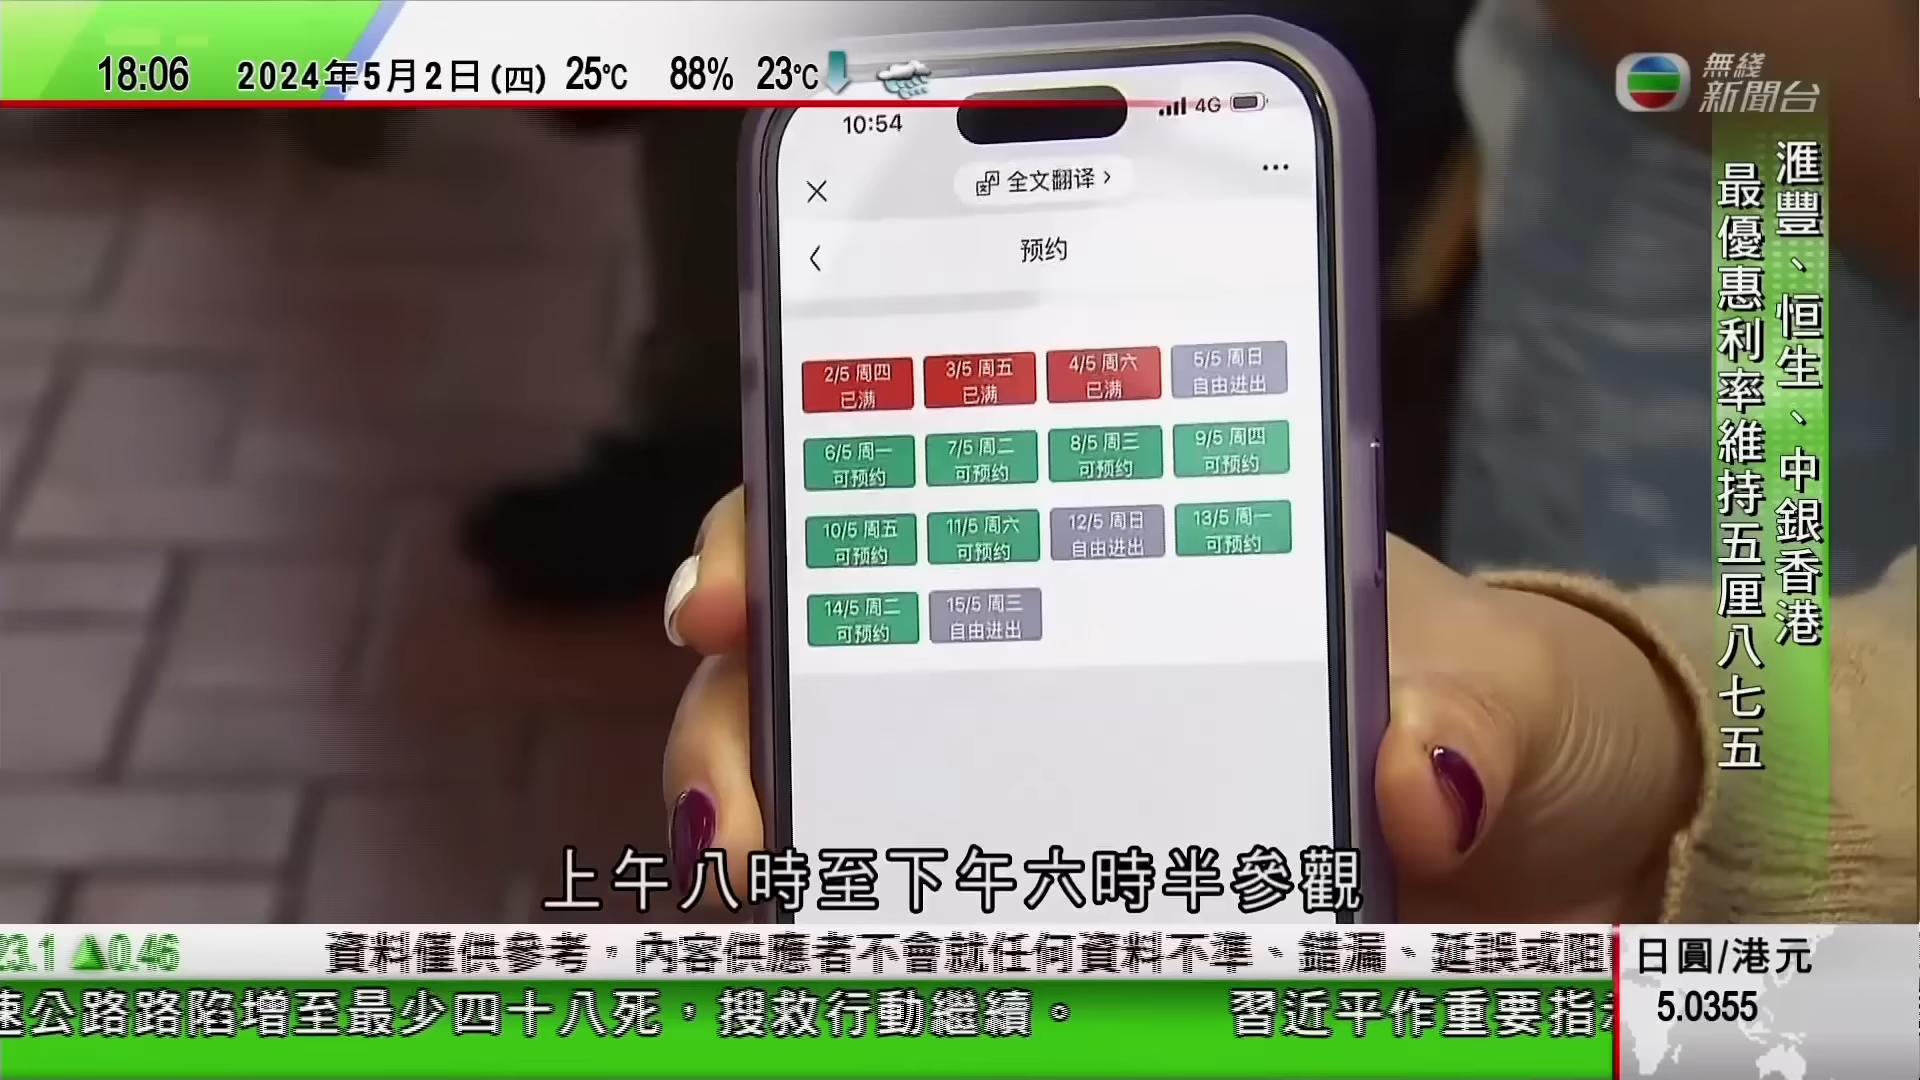 18:06 2024年5月2日(四) 25℃ 88% 23℃
無綫
新聞台
滙豐、恒生、中銀香港
最優惠利率維持五厘八七五
10:54
4G
全文翻译 ›
预约
2/5 周四
已满
3/5 周五
已满
4/5 周六
已满
5/5 周日
自由进出
6/5 周一
可预约
7/5 周二
可预约
8/5 周三
可预约
9/5 周四
可预约
10/5 周五
可预约
11/5 周六
可预约
12/5 周日
自由进出
13/5 周一
可预约
14/5 周二
可预约
15/5 周三
自由进出
上午八時至下午六時半參觀
23.1 ▲0.46 資料僅供參考，內容供應者不會就任何資料不準、錯漏、延誤或阻
速公路路陷增至最少四十八死，搜救行動繼續。 習近平作重要指示
日圓/港元
5.0355